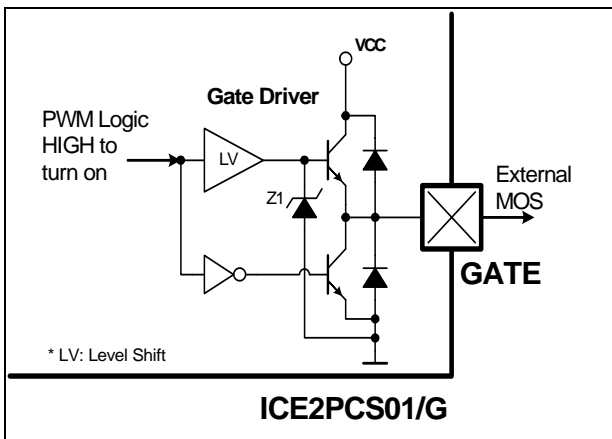 VCC
Gate Driver
PWM Logic
HIGH to
turn on
LV
External
MOS
Z1
GATE
* LV: Level Shift
ICE2PCS01/G